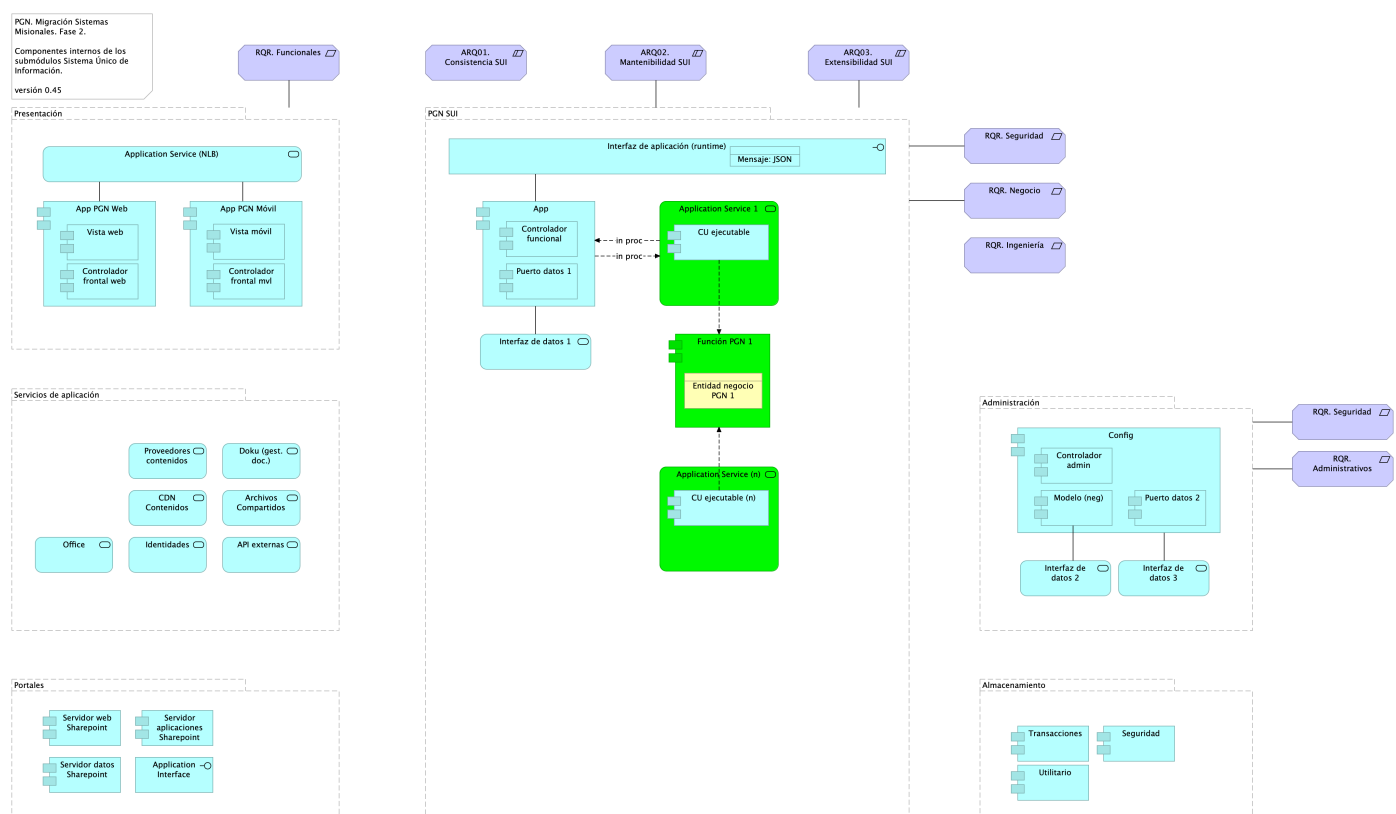 PGN. Migración Sistemas
Misionales. Fase 2.
Componentes internos de los
submódulos Sistema Único de
Información.
versión 0.45
RQR. Funcionales
ARQ01.
Consistencia SUI
ARQ02.
Mantenibilidad SUI
ARQ03.
Extensibilidad SUI
Presentación
Application Service (NLB)
App PGN Web
Vista web
Controlador
frontal web
App PGN Móvil
Vista móvil
Controlador
frontal mvl
PGN SUI
Interfaz de aplicación (runtime)
Mensaje: JSON
App
Controlador
funcional
Puerto datos 1
Interfaz de datos 1
in proc
in proc
Application Service 1
CU ejecutable
Función PGN 1
Entidad negocio
PGN 1
Application Service (n)
CU ejecutable (n)
RQR. Seguridad
RQR. Negocio
RQR. Ingeniería
Servicios de aplicación
Proveedores
contenidos
Doku (gest.
doc.)
CDN
Contenidos
Archivos
Compartidos
Office
Identidades
API externas
Administración
Config
Controlador
admin
Modelo (neg)
Puerto datos 2
Interfaz de
datos 2
Interfaz de
datos 3
RQR. Seguridad
RQR.
Administrativos
Portales
Servidor web
Sharepoint
Servidor
aplicaciones
Sharepoint
Servidor datos
Sharepoint
Application
Interface
Almacenamiento
Transacciones
Seguridad
Utilitario